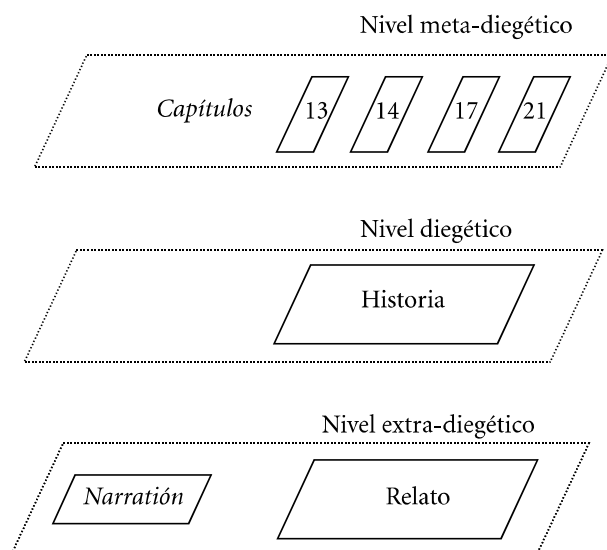 Nivel meta-diegético
Capítulos 13 14 17 21
Nivel diegético
Historia
Nivel extra-diegético
Narratión Relato